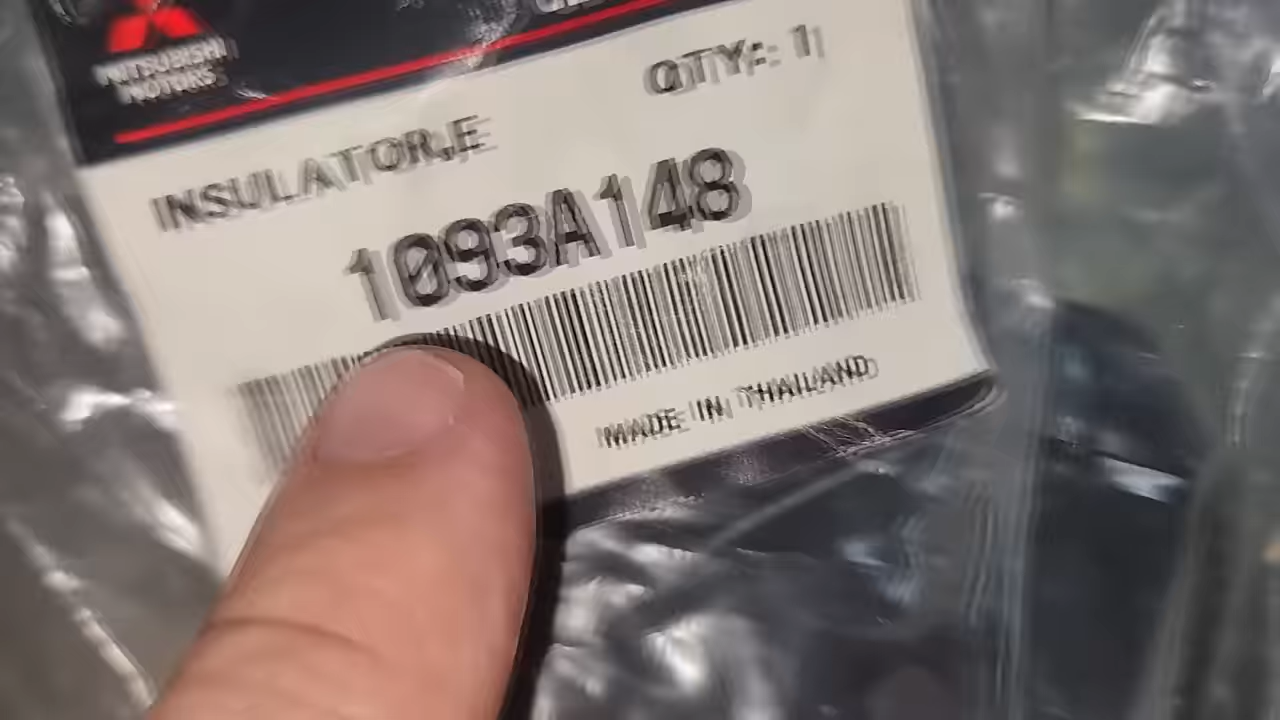 MITSUBISHI
MOTORS
QTY: 1
INSULATOR,E
1093A148
MADE IN THAILAND